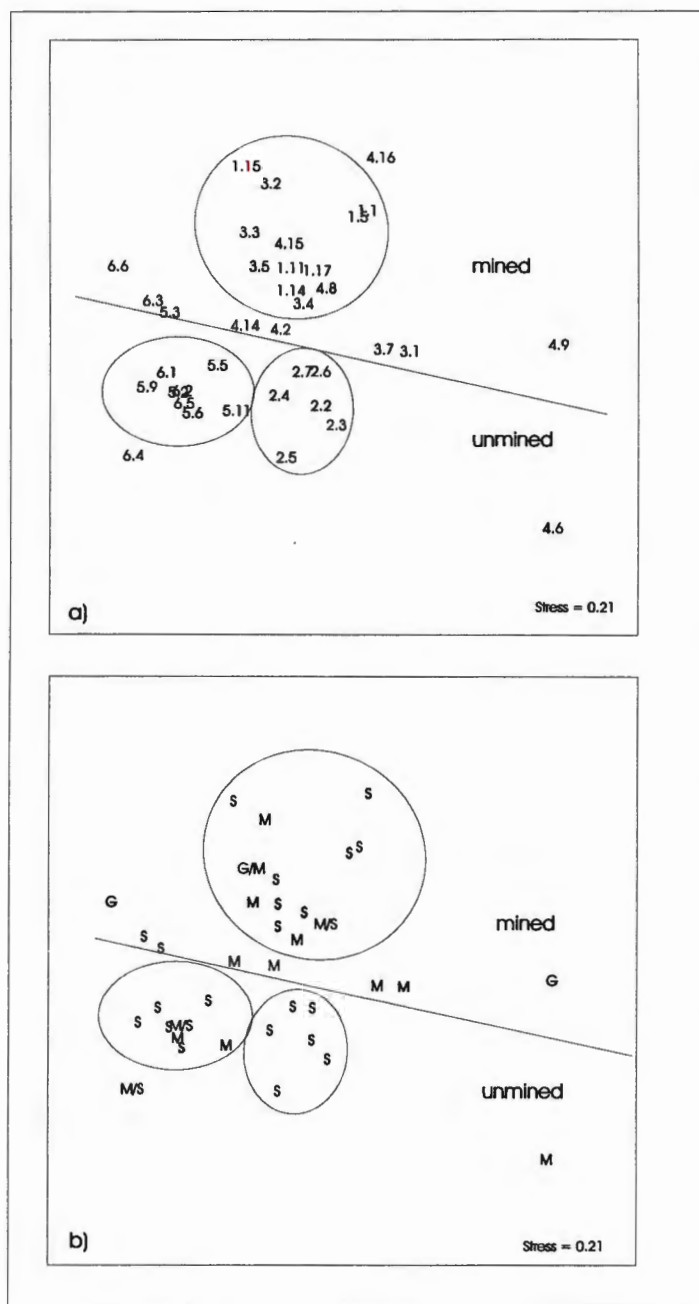 1.15
4.16
3.2
1.1
1.5
3.3
4.15
6.6
3.5 1.11 1.17
mined
1.14 4.8
6.3
3.4
5.3
4.14 4.2
4.9
3.7 3.1
5.5
6.1
2.7 2.6
5.9
6.2
2.4
6.5
2.2
5.6 5.11
2.3
unmined
6.4
2.5
4.6
a)
Stress = 0.21
S
S
M
S S
G/M
S
G
M S
S
M/S
S
mined
M
S
S
M M
G
M M
S
S
S S
S
S M/S
S
M
S
S M
S
M/S
S
unmined
M
b)
Stress = 0.21